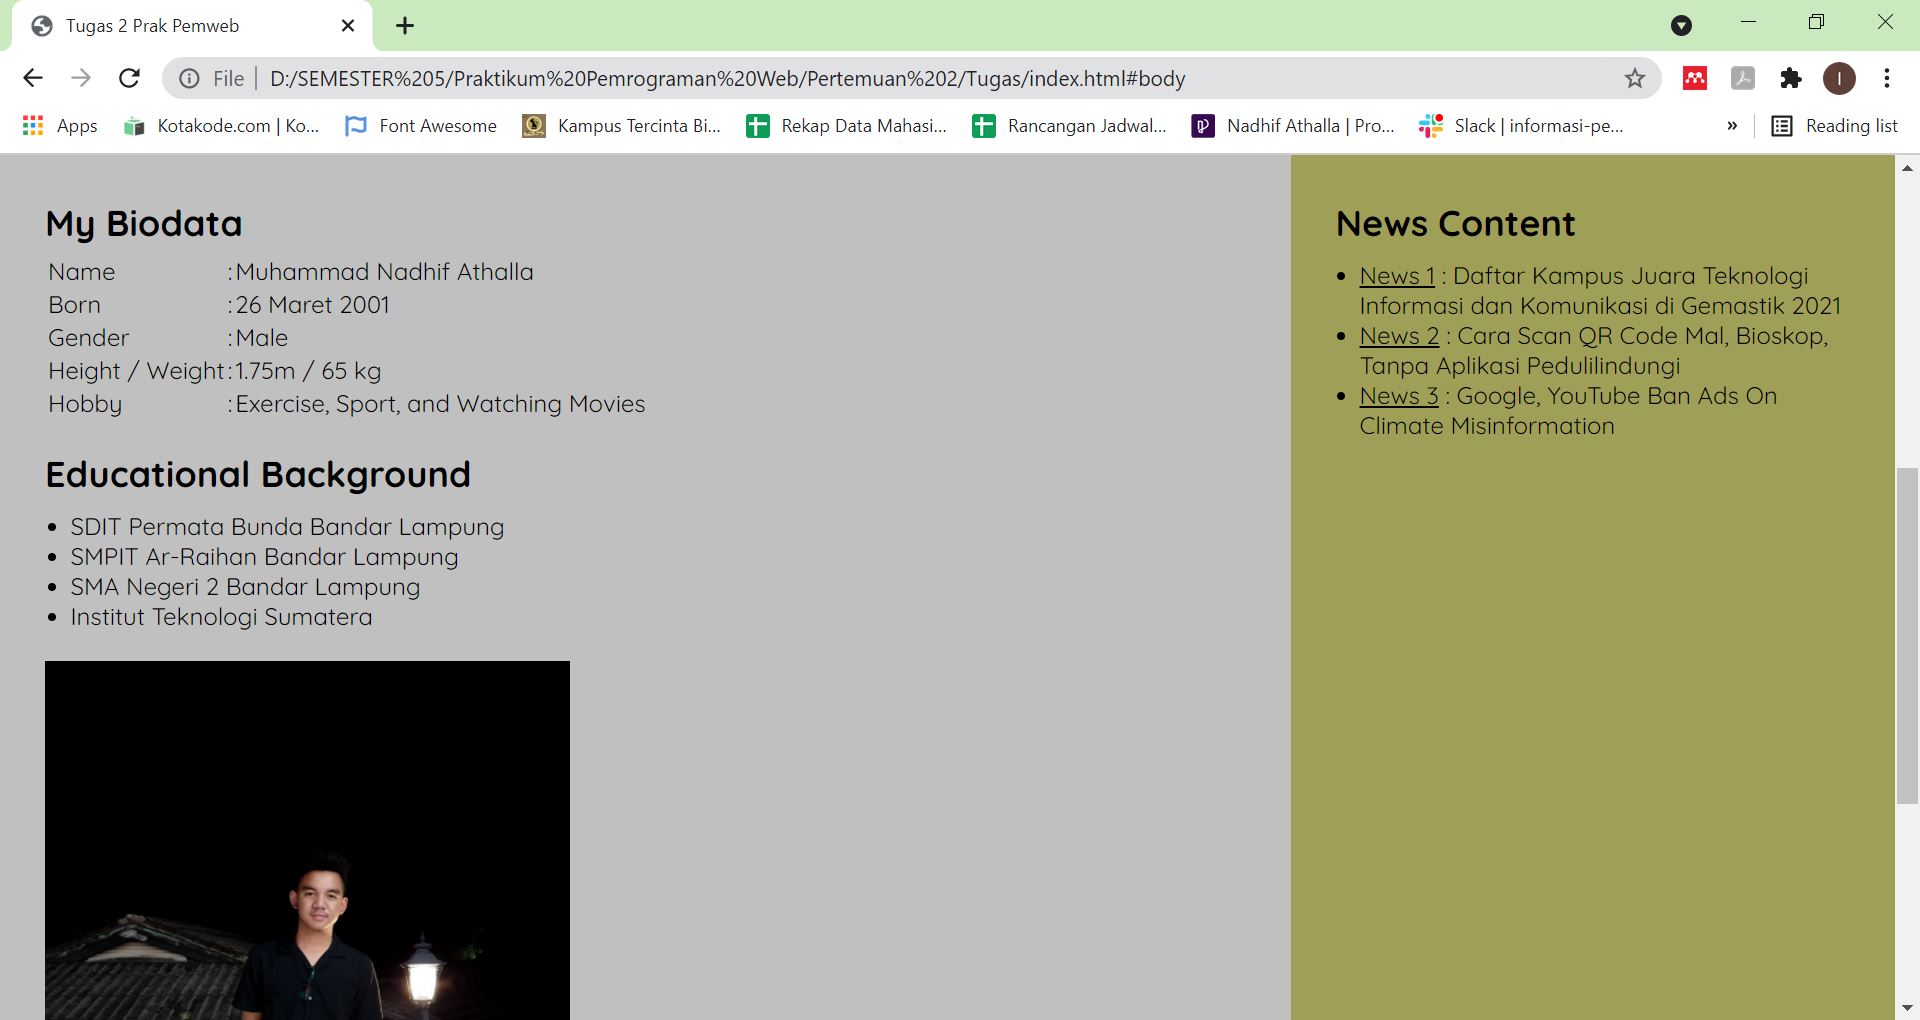 Tugas 2 Prak Pemweb
File
D:/SEMESTER%205/Praktikum%20Pemrograman%20Web/Pertemuan%202/Tugas/index.html#body
I
Apps
Kotakode.com | Ko...
Font Awesome
Kampus Tercinta Bi...
Rekap Data Mahasi...
Rancangan Jadwal...
Nadhif Athalla | Pro...
Slack | informasi-pe...
»
Reading list
My Biodata
Name : Muhammad Nadhif Athalla
Born : 26 Maret 2001
Gender : Male
Height / Weight : 1.75m / 65 kg
Hobby : Exercise, Sport, and Watching Movies
Educational Background
• SDIT Permata Bunda Bandar Lampung
• SMPIT Ar-Raihan Bandar Lampung
• SMA Negeri 2 Bandar Lampung
• Institut Teknologi Sumatera
News Content
• News 1 : Daftar Kampus Juara Teknologi
Informasi dan Komunikasi di Gemastik 2021
• News 2 : Cara Scan QR Code Mal, Bioskop,
Tanpa Aplikasi Pedulilindungi
• News 3 : Google, YouTube Ban Ads On
Climate Misinformation